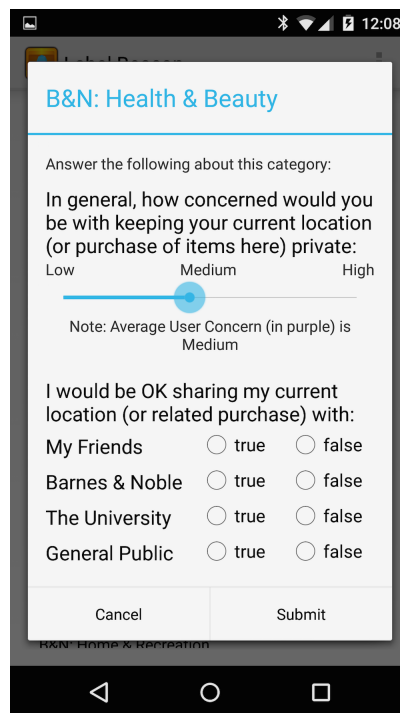 12:08
Label Beacon
B&N: Health & Beauty
Answer the following about this category:
In general, how concerned would you
be with keeping your current location
(or purchase of items here) private:
Low Medium High
Note: Average User Concern (in purple) is
Medium
I would be OK sharing my current
location (or related purchase) with:
My Friends true false
Barnes & Noble true false
The University true false
General Public true false
Cancel Submit
B&N: Home & Recreation